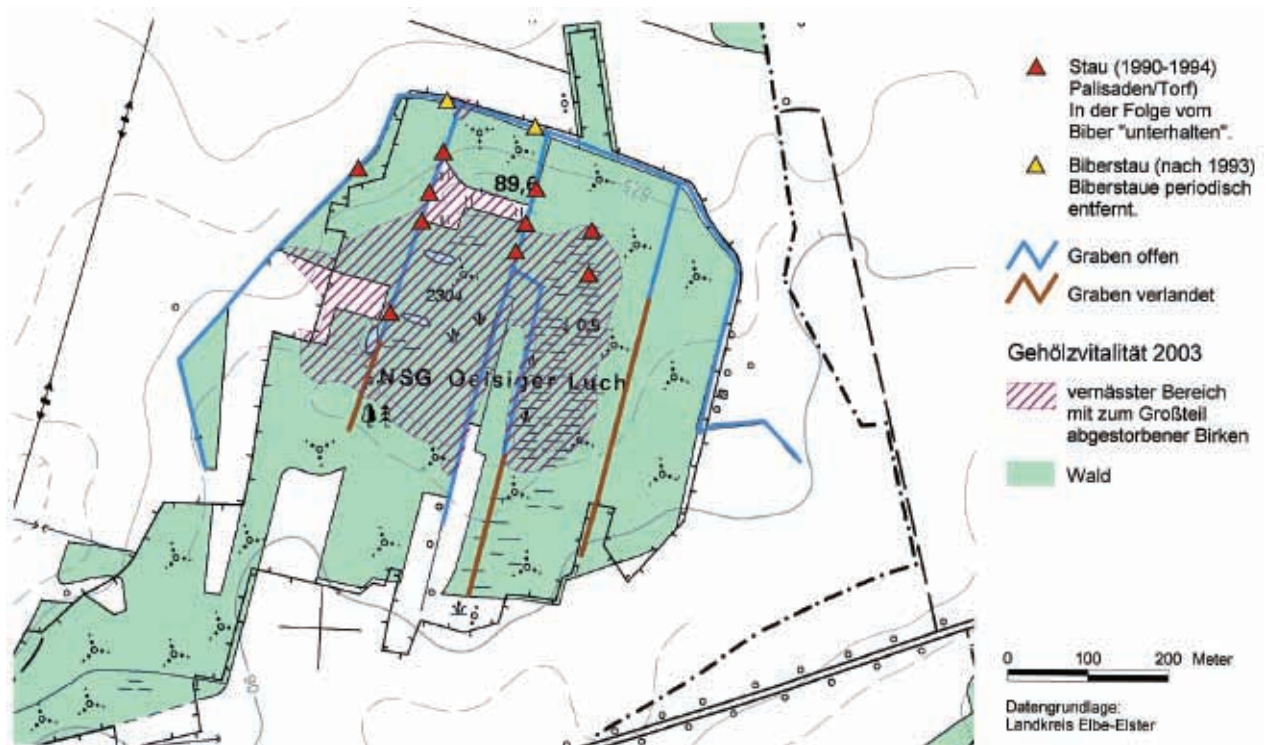 89,6
2304
0,5
NSG Oelsiger Luch
90
Stau (1990-1994)
Palisaden/Torf)
In der Folge vom
Biber "unterhalten".
Biberstau (nach 1993)
Biberstaue periodisch
entfernt.
Graben offen
Graben verlandet
Gehölzvitalität 2003
vernässter Bereich
mit zum Großteil
abgestorbener Birken
Wald
0 100 200 Meter
Datengrundlage:
Landkreis Elbe-Elster